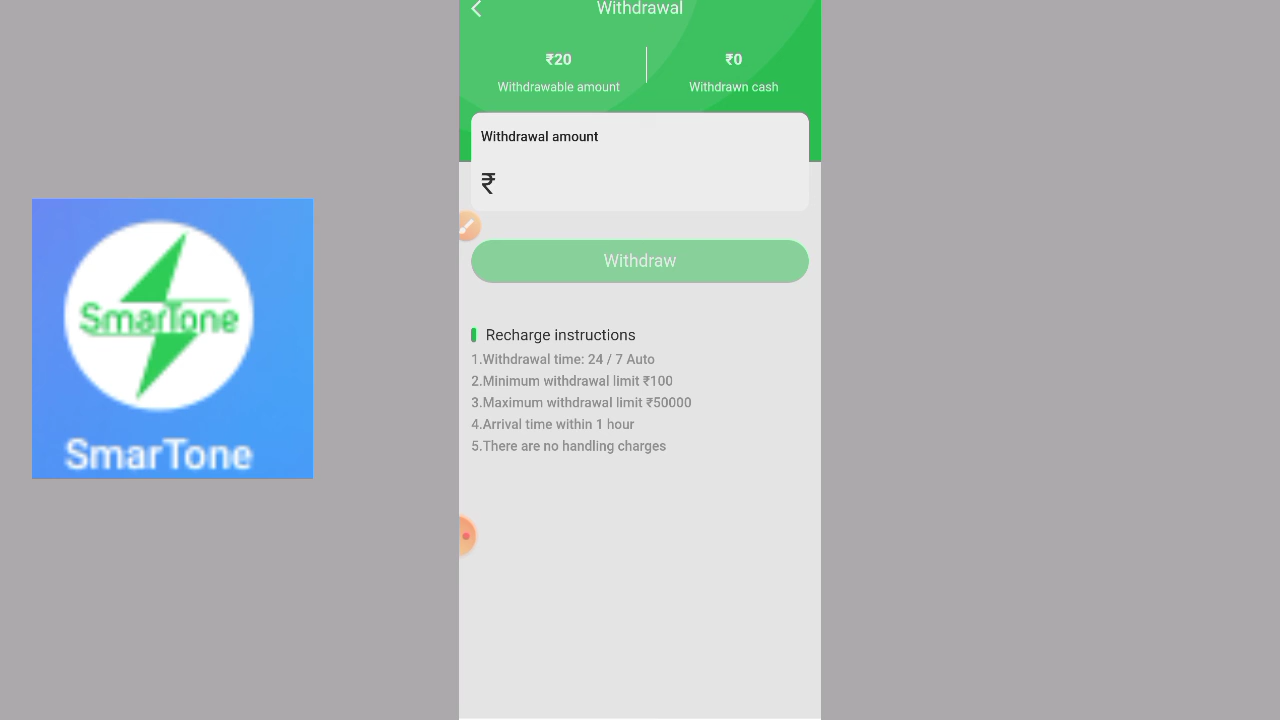 Withdrawal
₹20
₹0
Withdrawable amount
Withdrawn cash
Withdrawal amount
₹
Withdraw
Recharge instructions
1.Withdrawal time: 24 / 7 Auto
2.Minimum withdrawal limit ₹100
3.Maximum withdrawal limit ₹50000
4.Arrival time within 1 hour
5.There are no handling charges
SmarTone
SmarTone